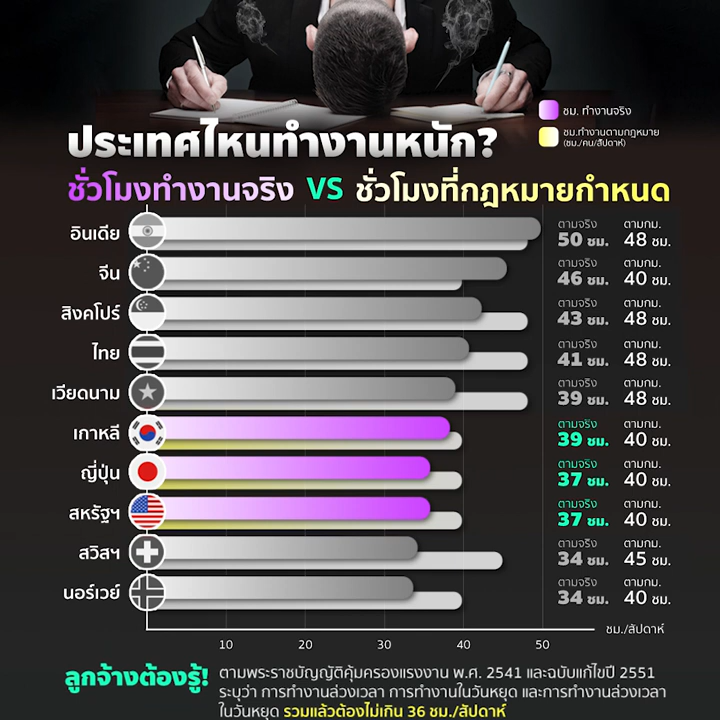 ชม. ทำงานจริง
ชม.ทำงานตามกฎหมาย
(ชม./คน/สัปดาห์)
ประเทศไหนทำงานหนัก?
ชั่วโมงทำงานจริง VS ชั่วโมงที่กฎหมายกำหนด
อินเดีย ตามจริง 50 ชม. ตามกม. 48 ชม.
จีน ตามจริง 46 ชม. ตามกม. 40 ชม.
สิงคโปร์ ตามจริง 43 ชม. ตามกม. 48 ชม.
ไทย ตามจริง 41 ชม. ตามกม. 48 ชม.
เวียดนาม ตามจริง 39 ชม. ตามกม. 48 ชม.
เกาหลี ตามจริง 39 ชม. ตามกม. 40 ชม.
ญี่ปุ่น ตามจริง 37 ชม. ตามกม. 40 ชม.
สหรัฐฯ ตามจริง 37 ชม. ตามกม. 40 ชม.
สวิสฯ ตามจริง 34 ชม. ตามกม. 45 ชม.
นอร์เวย์ ตามจริง 34 ชม. ตามกม. 40 ชม.
ชม./สัปดาห์
10 20 30 40 50
ลูกจ้างต้องรู้! ตามพระราชบัญญัติคุ้มครองแรงงาน พ.ศ. 2541 และฉบับแก้ไขปี 2551
ระบุว่า การทำงานล่วงเวลา การทำงานในวันหยุด และการทำงานล่วงเวลา
ในวันหยุด รวมแล้วต้องไม่เกิน 36 ชม./สัปดาห์